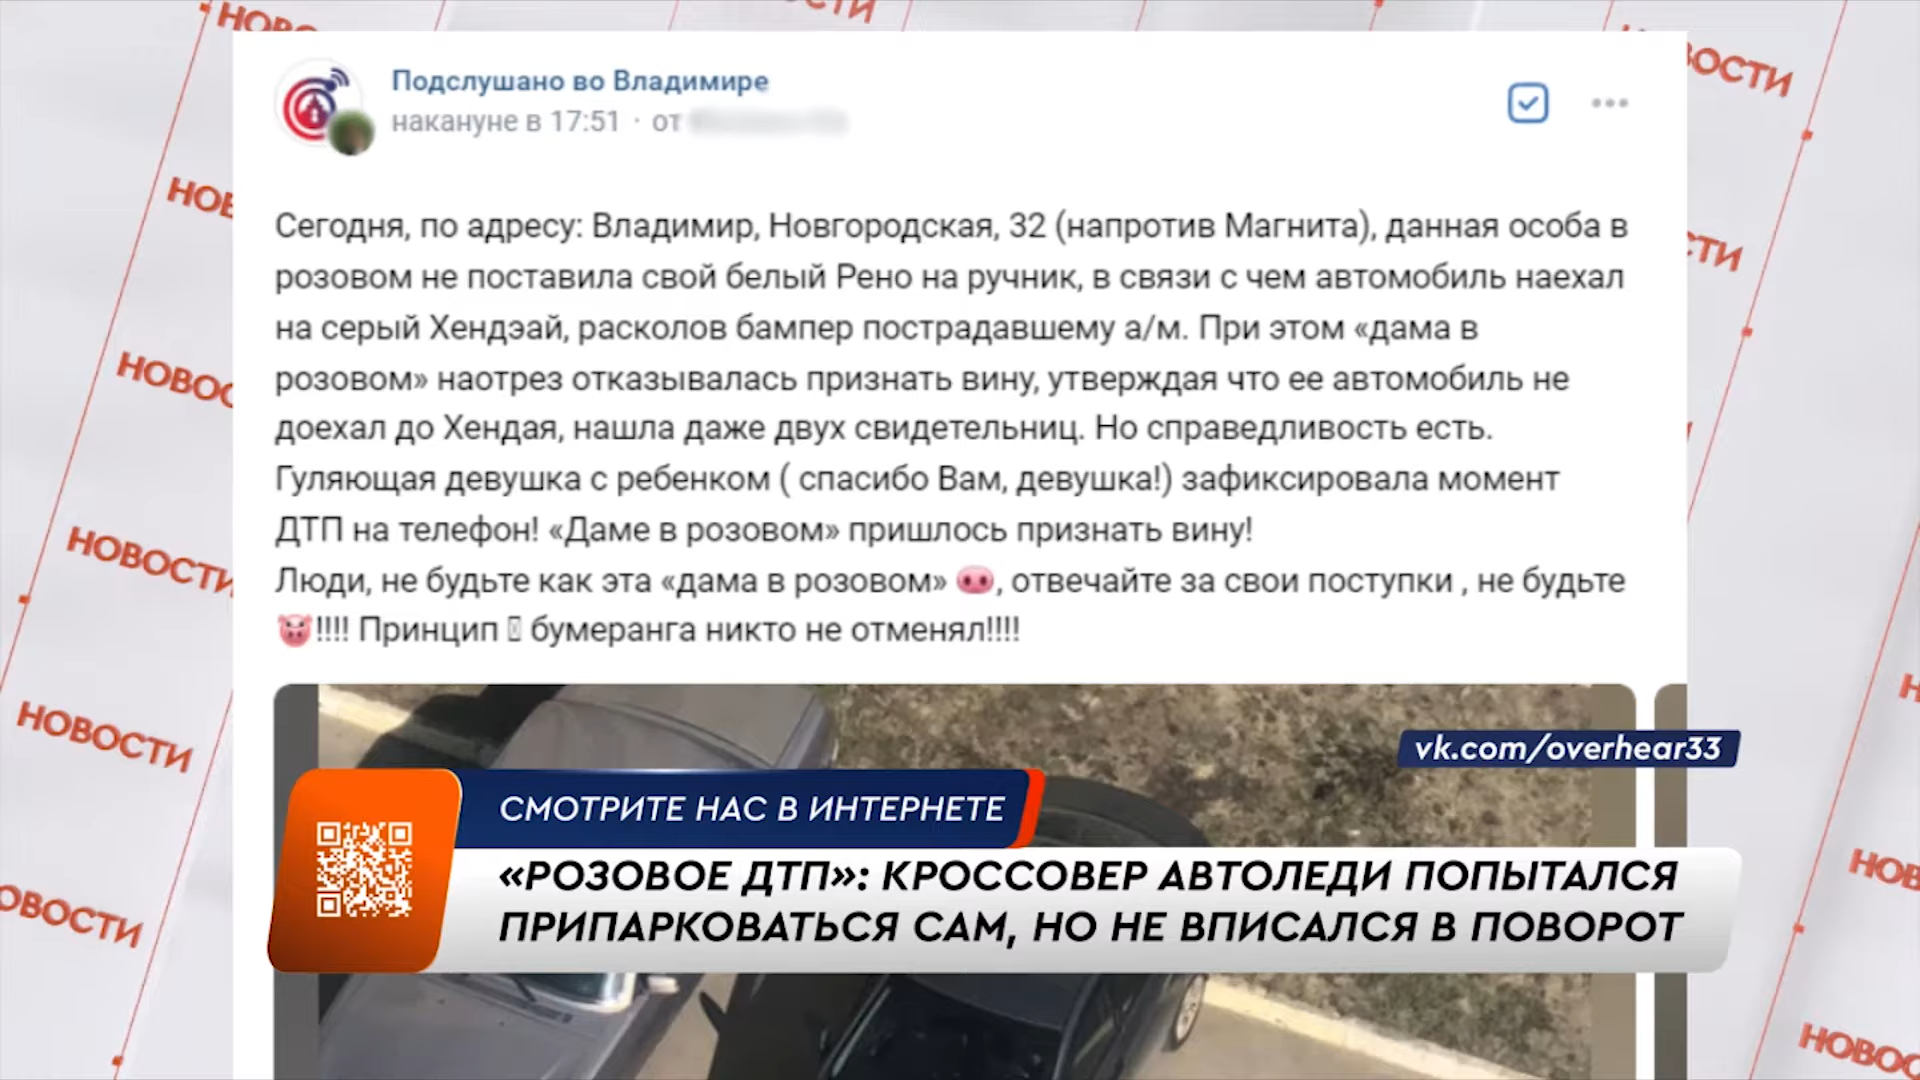 Подслушано во Владимире
накануне в 17:51 · от
Сегодня, по адресу: Владимир, Новгородская, 32 (напротив Магнита), данная особа в
розовом не поставила свой белый Рено на ручник, в связи с чем автомобиль наехал
на серый Хендэай, расколов бампер пострадавшему а/м. При этом «дама в
розовом» наотрез отказывалась признать вину, утверждая что ее автомобиль не
доехал до Хендая, нашла даже двух свидетельниц. Но справедливость есть.
Гуляющая девушка с ребенком ( спасибо Вам, девушка!) зафиксировала момент
ДТП на телефон! «Даме в розовом» пришлось признать вину!
Люди, не будьте как эта «дама в розовом» 🐽, отвечайте за свои поступки , не будьте
🐷!!!! Принцип бумеранга никто не отменял!!!!
vk.com/overhear33
СМОТРИТЕ НАС В ИНТЕРНЕТЕ
«РОЗОВОЕ ДТП»: КРОССОВЕР АВТОЛЕДИ ПОПЫТАЛСЯ
ПРИПАРКОВАТЬСЯ САМ, НО НЕ ВПИСАЛСЯ В ПОВОРОТ
НОВОСТИ
НОВОСТИ